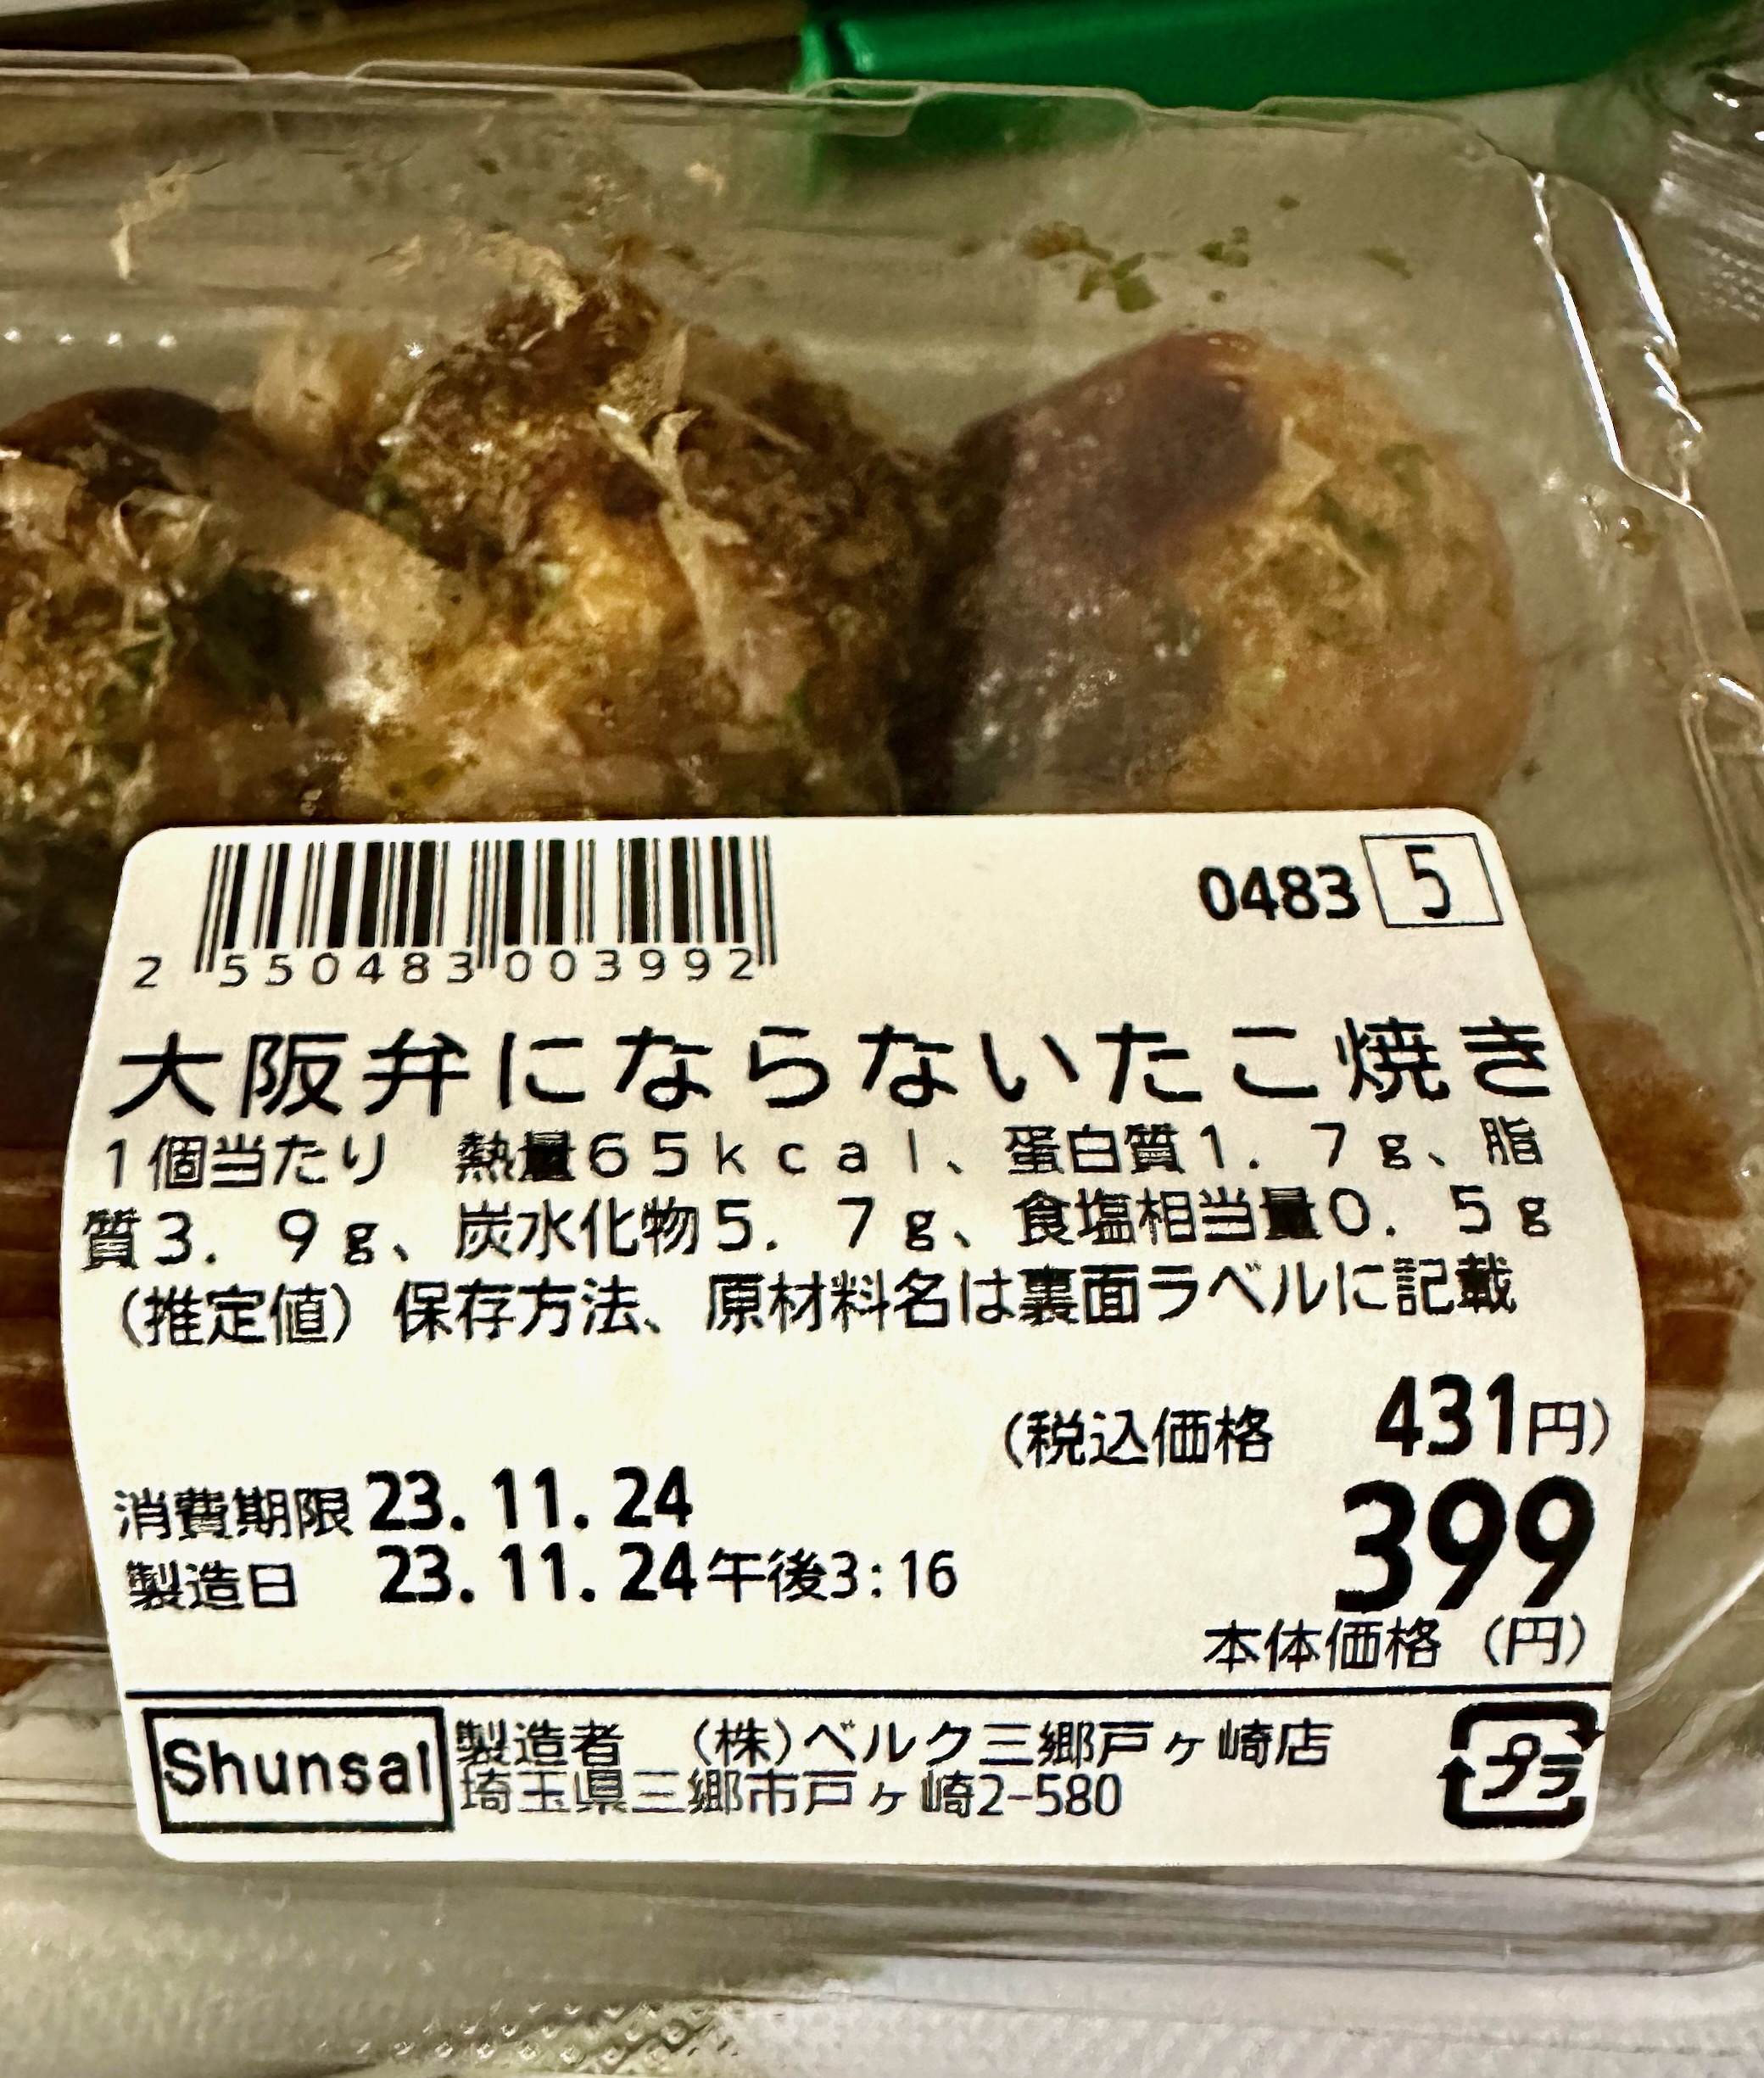 0483 5
2 550483 003992
大阪弁にならないたこ焼き
1個当たり 熱量65kcal、蛋白質1.7g、脂
質3.9g、炭水化物5.7g、食塩相当量0.5g
(推定値)保存方法、原材料名は裏面ラベルに記載
(税込価格 431円)
消費期限 23.11.24
399
製造日 23.11.24午後3:16
本体価格(円)
Shunsai
製造者 (株)ベルク三郷戸ヶ崎店
埼玉県三郷市戸ヶ崎2-580
プラ